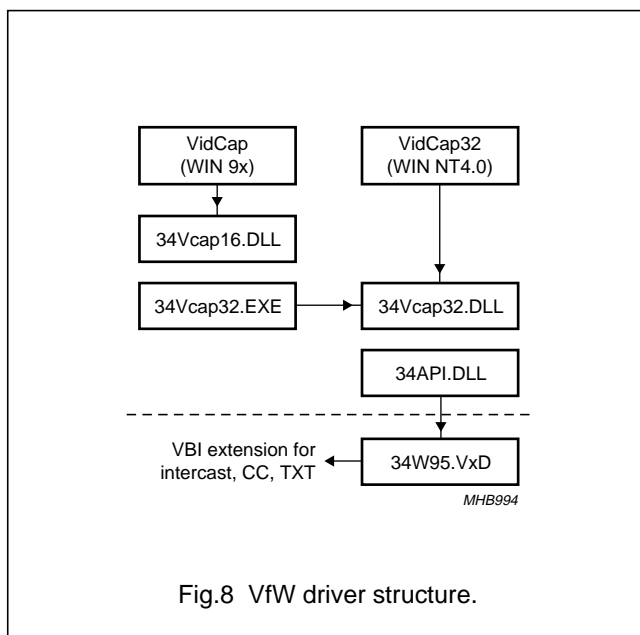 VidCap
(WIN 9x)
VidCap32
(WIN NT4.0)
34Vcap16.DLL
34Vcap32.EXE
34Vcap32.DLL
34API.DLL
VBI extension for
intercast, CC, TXT
34W95.VxD
MHB994
Fig.8 VfW driver structure.